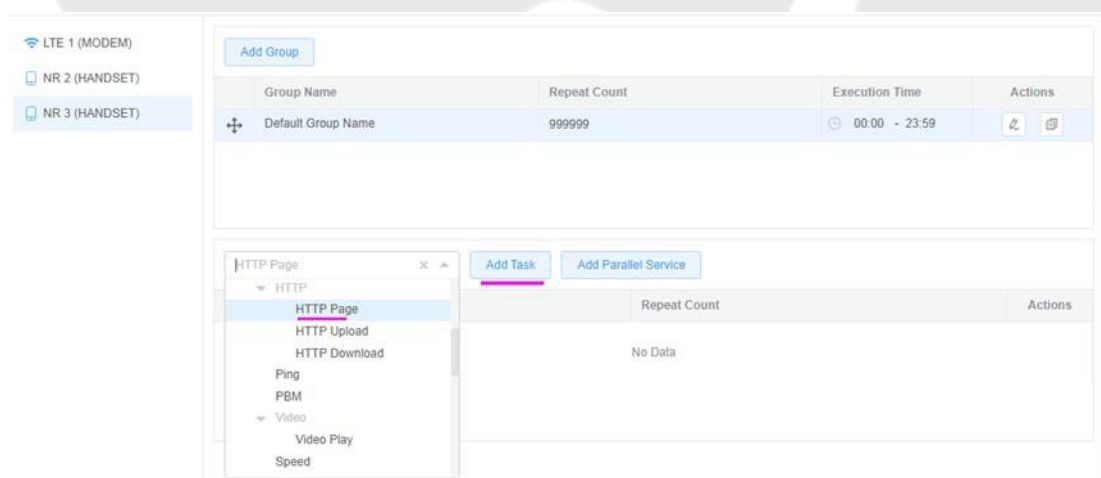 LTE 1 (MODEM)
NR 2 (HANDSET)
NR 3 (HANDSET)
Add Group
Group Name Repeat Count Execution Time Actions
Default Group Name 999999 00:00 - 23:59
HTTP Page Add Task Add Parallel Service
HTTP
HTTP Page
HTTP Upload
HTTP Download
Ping
PBM
Video
Video Play
Speed
Repeat Count Actions
No Data